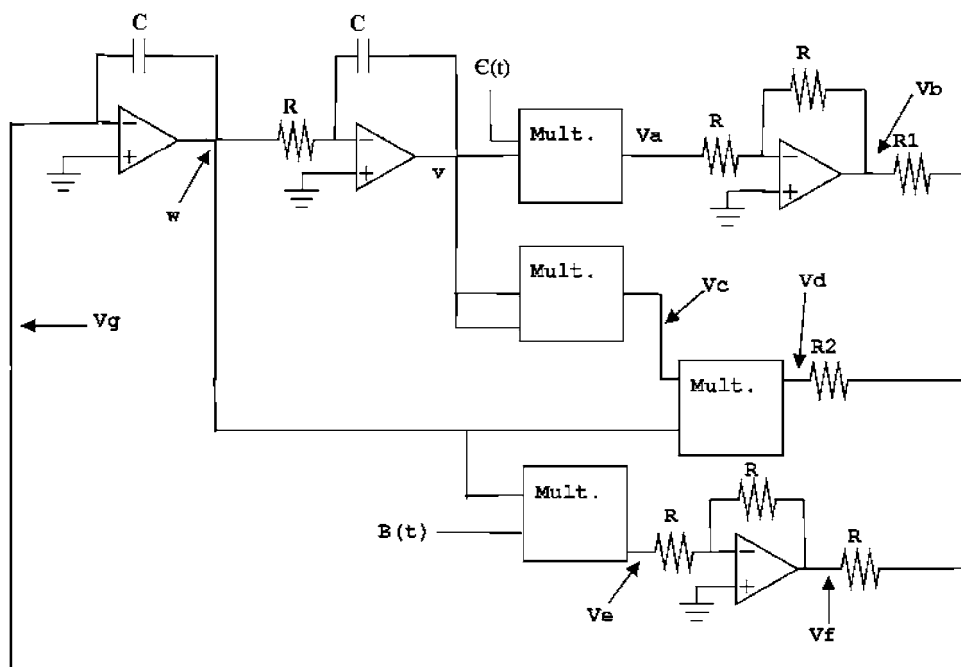 C
C
Є(t)
R
Vb
R
Mult.
Va
R
R1
v
w
Mult.
Vc
Vd
Vg
R2
Mult.
Mult.
R
B(t)
R
R
Ve
Vf